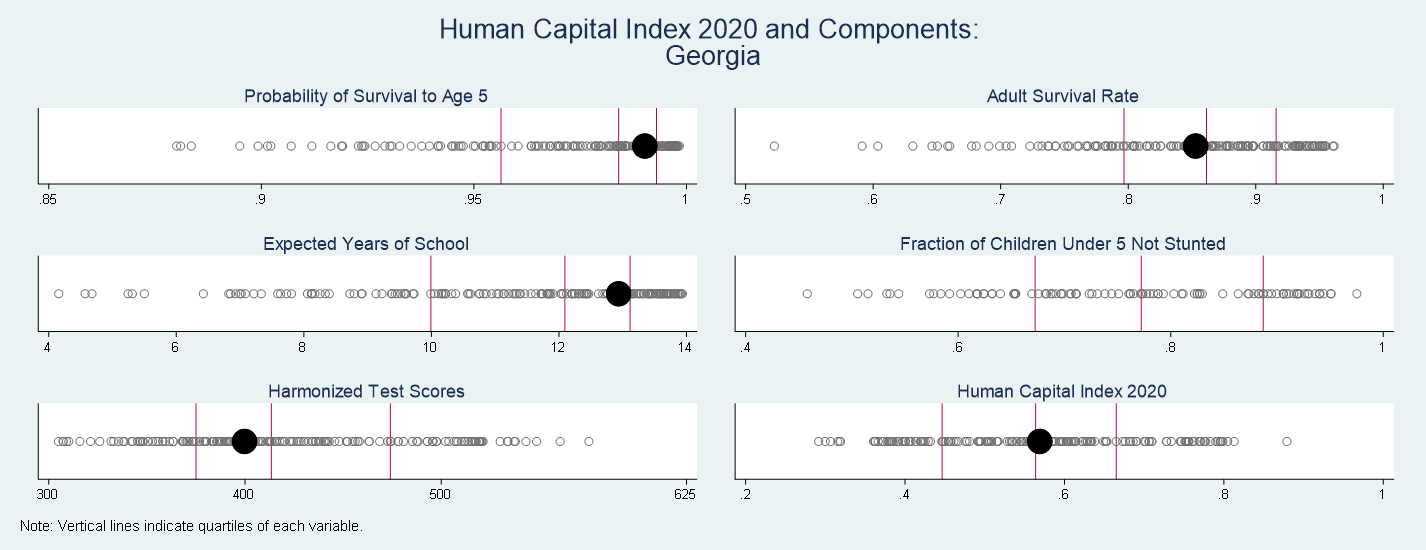 Human Capital Index 2020 and Components:
Georgia
Probability of Survival to Age 5
.85 .9 .95 1
Adult Survival Rate
.5 .6 .7 .8 .9 1
Expected Years of School
4 6 8 10 12 14
Fraction of Children Under 5 Not Stunted
.4 .6 .8 1
Harmonized Test Scores
300 400 500 625
Human Capital Index 2020
.2 .4 .6 .8 1
Note: Vertical lines indicate quartiles of each variable.